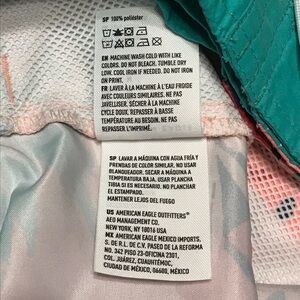 SP 100% poliéster
EN MACHINE WASH COLD WITH LIKE
COLORS. DO NOT BLEACH. TUMBLE DRY
LOW. COOL IRON IF NEEDED. DO NOT
IRON PRINT.
FR LAVER À LA MACHINE À L'EAU FROIDE
AVEC COULEURS SIMILAIRES. NE PAS
JAVELLISER. SÉCHER À LA MACHINE
CYCLE DOUX. REPASSER À BASSE
TEMPÉRATURE AU BESOIN. NE PAS
REPASSER L'IMPRIMÉ.
SP LAVAR A MÁQUINA CON AGUA FRÍA Y
PRENDAS DE COLOR SIMILAR. NO USAR
BLANQUEADOR. SECAR A MÁQUINA A
TEMPERATURA BAJA. USAR PLANCHA
TIBIA SI ES NECESARIO. NO PLANCHAR
EL ESTAMPADO.
MANTENER LEJOS DEL FUEGO
US AMERICAN EAGLE OUTFITTERS®
AEO MANAGEMENT CO.
NEW YORK, NY 10016 US
MX AMERICAN EAGLE MEXICO IMPORTS,
S. DE R.L. DE C.V. PASEO DE LA REFORMA
NO. 342 PISO 23-OFICINA 2301
COL. JUÁREZ, CUAUHTÉMOC,
CIUDAD DE MÉXICO, 06600, MÉXICO